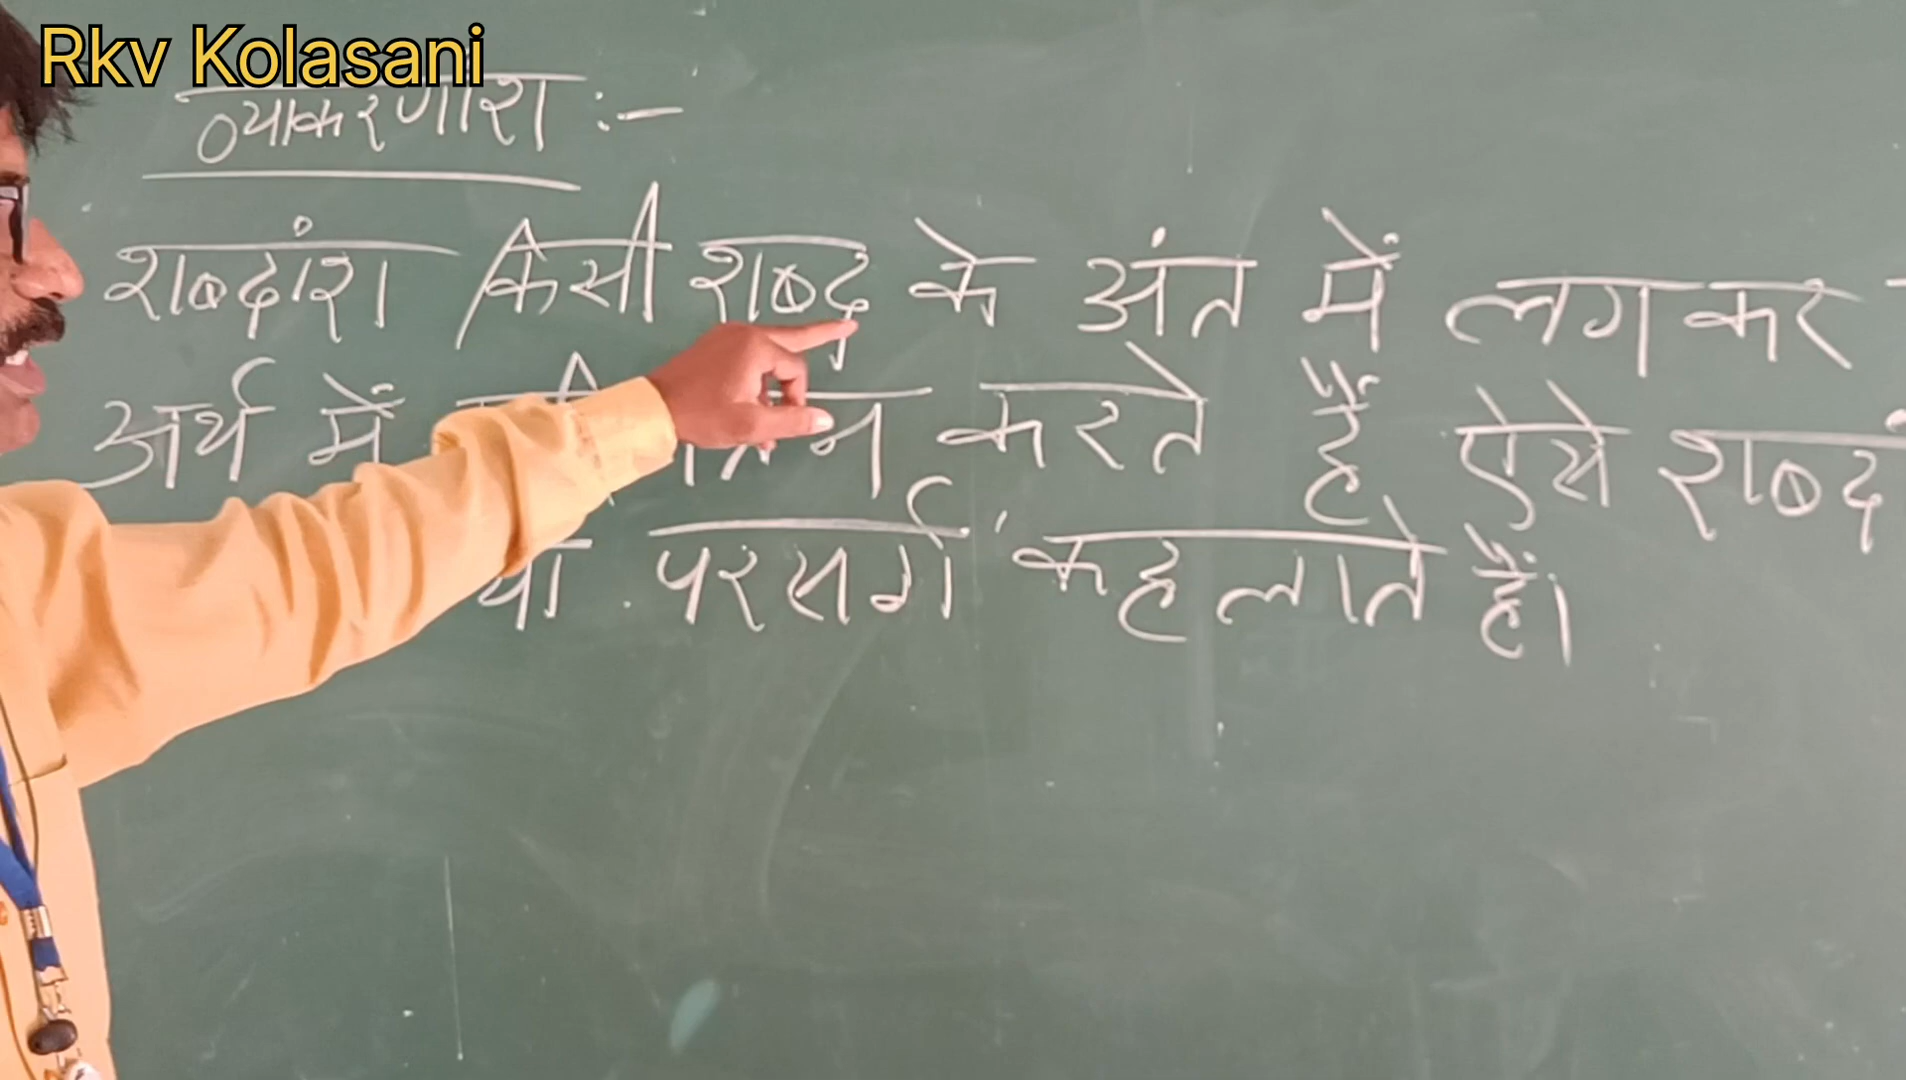 Rkv Kolasani
व्याकरणांश :-
शब्दांश किसी शब्द के अंत में लगकर
अर्थ में करते हैं, ऐसे शब्दां
या परसर्ग कहलाते हैं।